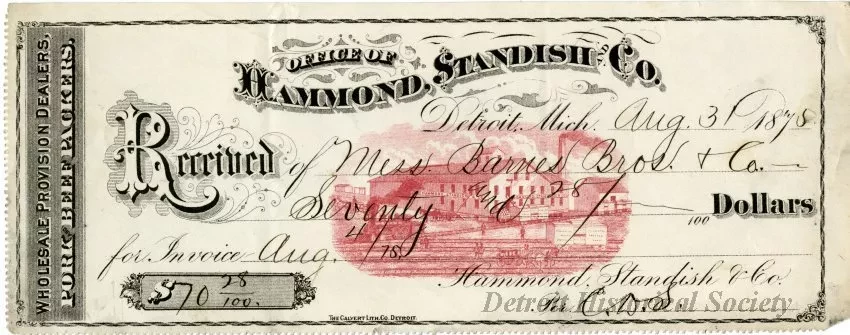 WHOLESALE PROVISION DEALERS,
PORK & BEEF PACKERS.
OFFICE OF
HAMMOND, STANDISH AND CO.
Detroit, Mich. Aug. 31 1878
Received of Mess. Barnes Bros. & Co.
Seventy and 28/100 Dollars
for Invoice Aug. 4/78
$70 28/100.
Hammond, Standish & Co.
THE CALVERT LITH. CO. DETROIT.
Detroit Historical Society